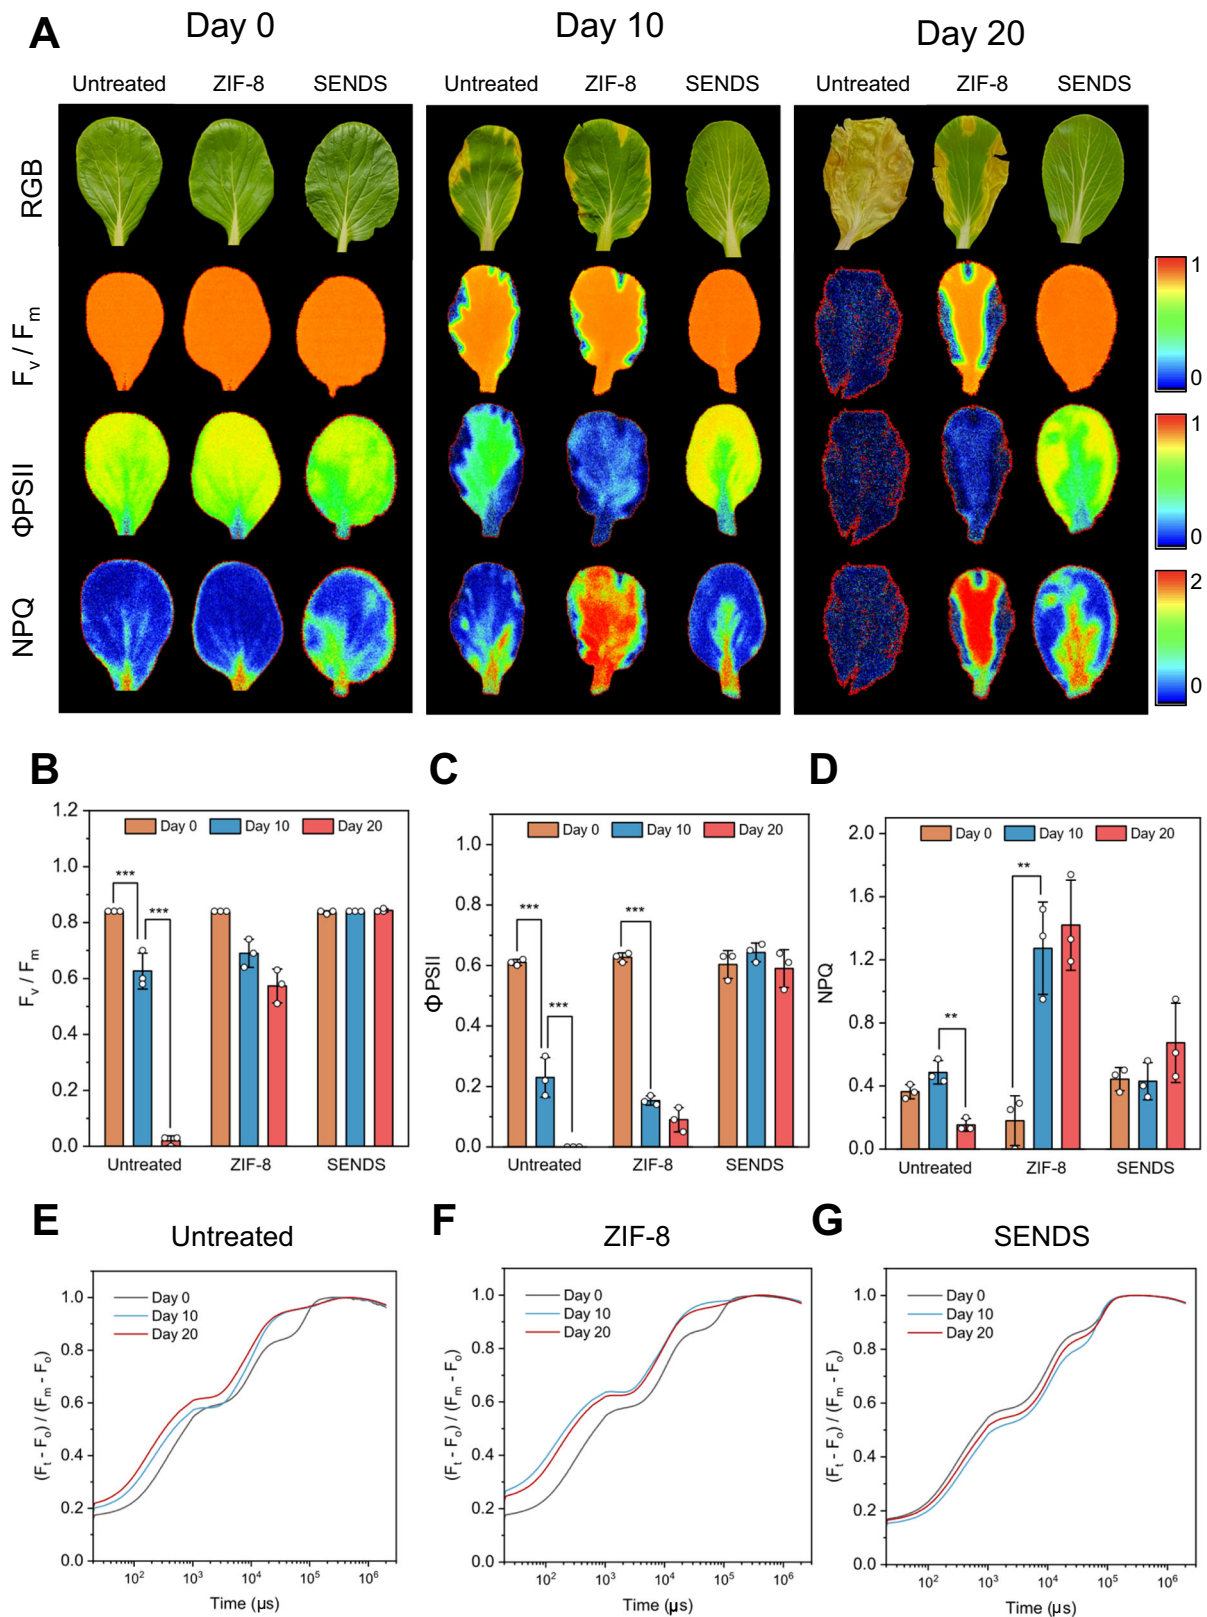 A
Day 0
Day 10
Day 20
Untreated ZIF-8 SENDS
Untreated ZIF-8 SENDS
Untreated ZIF-8 SENDS
RGB
Fv / Fm
1
0
ΦPSII
1
0
NPQ
2
0
B
1.2
1.0
0.8
0.6
0.4
0.2
0.0
Fv / Fm
Day 0 Day 10 Day 20
***
***
Untreated ZIF-8 SENDS
C
1.0
0.8
0.6
0.4
0.2
0.0
Φ PSII
Day 0 Day 10 Day 20
***
***
***
Untreated ZIF-8 SENDS
D
2.0
1.6
1.2
0.8
0.4
0.0
NPQ
Day 0 Day 10 Day 20
**
**
Untreated ZIF-8 SENDS
E
Untreated
Day 0
Day 10
Day 20
1.0
0.8
0.6
0.4
0.2
0.0
(Ft - Fo) / (Fm - Fo)
10² 10³ 10⁴ 10⁵ 10⁶
Time (µs)
F
ZIF-8
Day 0
Day 10
Day 20
1.0
0.8
0.6
0.4
0.2
0.0
(Ft - Fo) / (Fm - Fo)
10² 10³ 10⁴ 10⁵ 10⁶
Time (µs)
G
SENDS
Day 0
Day 10
Day 20
1.0
0.8
0.6
0.4
0.2
0.0
(Ft - Fo) / (Fm - Fo)
10² 10³ 10⁴ 10⁵ 10⁶
Time (µs)